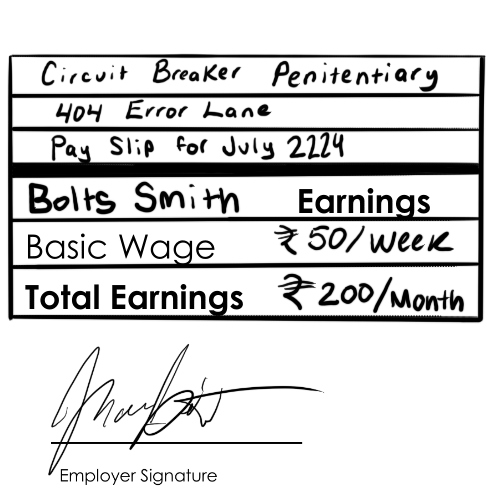 Circuit Breaker Penitentiary
404 Error Lane
Pay Slip for July 2224
Bolts Smith Earnings
Basic Wage ₹50/week
Total Earnings ₹200/Month
Employer Signature